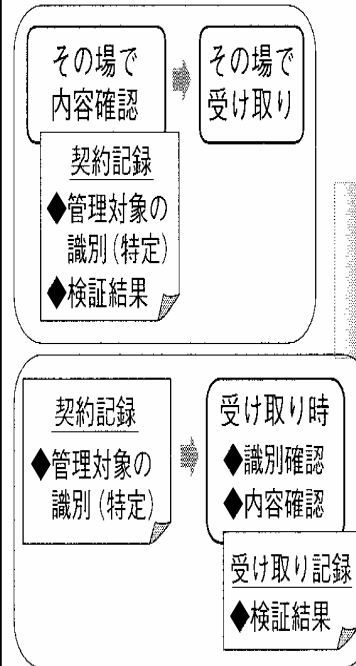 その場で
内容確認
その場で
受け取り
契約記録
◆管理対象の
識別(特定)
◆検証結果
契約記録
◆管理対象の
識別(特定)
受け取り時
◆識別確認
◆内容確認
受け取り記録
◆検証結果